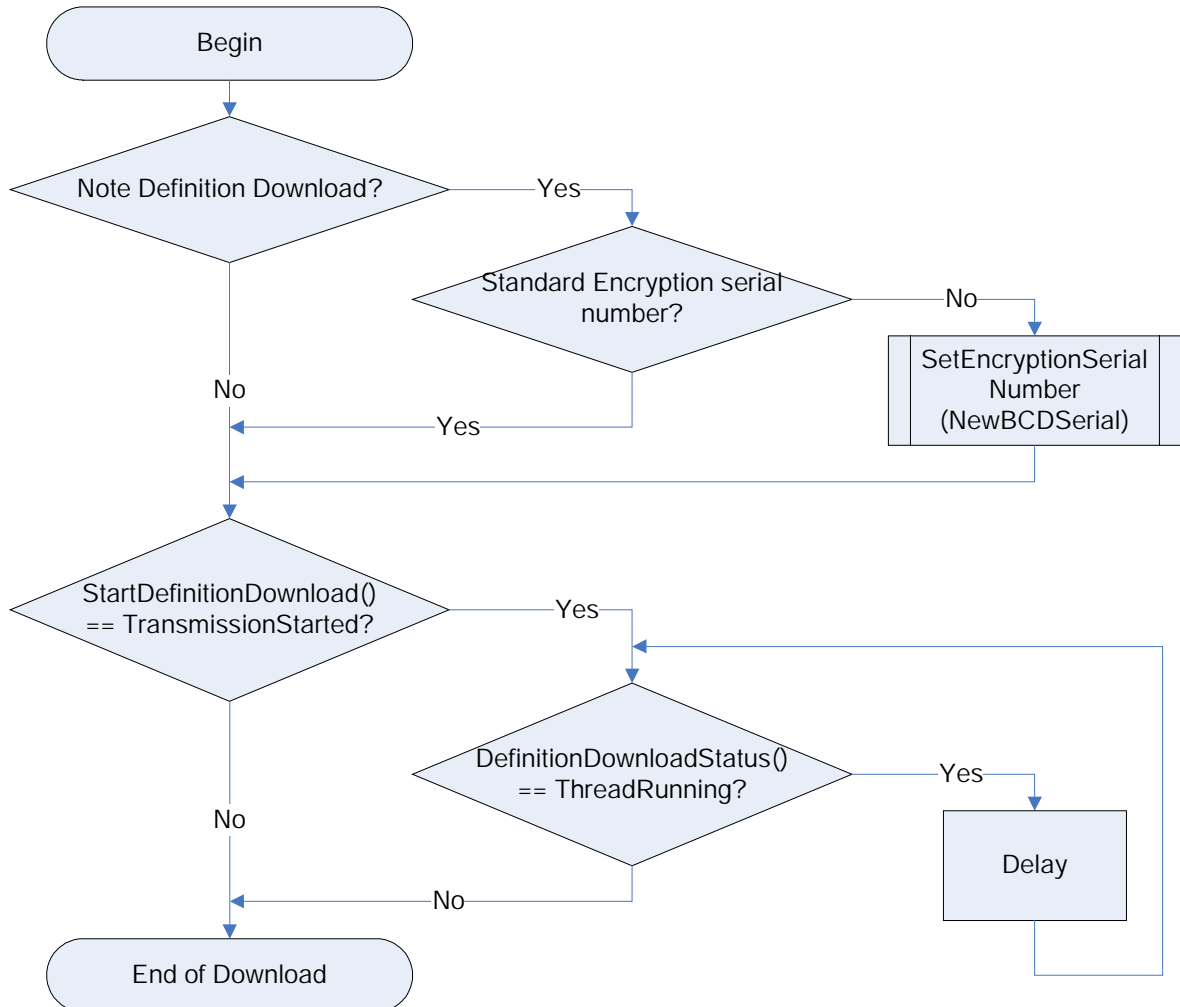 Begin
Note Definition Download?
Yes
Standard Encryption serial
number?
No
SetEncryptionSerial
Number
(NewBCDSerial)
No
Yes
StartDefinitionDownload()
== TransmissionStarted?
Yes
DefinitionDownloadStatus()
== ThreadRunning?
Yes
Delay
No
No
End of Download